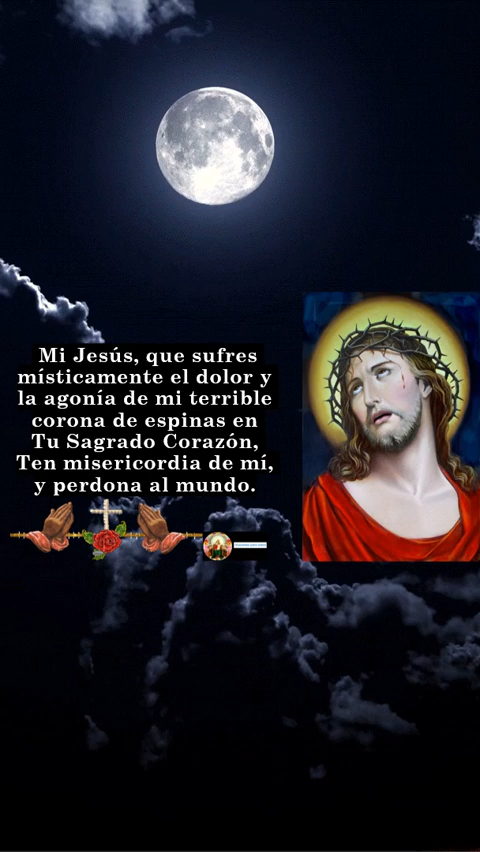 Mi Jesús, que sufres
místicamente el dolor y
la agonía de mi terrible
corona de espinas en
Tu Sagrado Corazón,
Ten misericordia de mí,
y perdona al mundo.